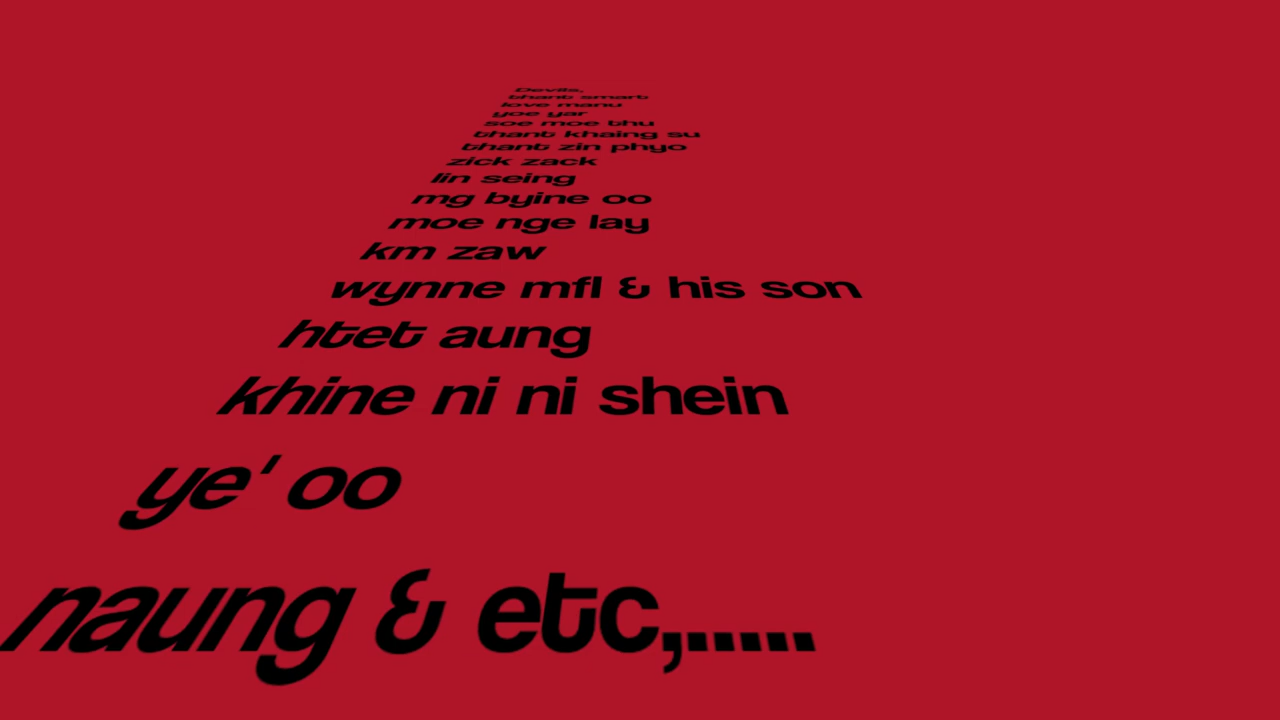 Devils,
thant smart
love manu
yoe yar
soe moe thu
thant khaing su
thant zin phyo
zick zack
lin seing
mg byine oo
moe nge lay
km zaw
wynne mfl & his son
htet aung
khine ni ni shein
ye' oo
naung & etc,.....